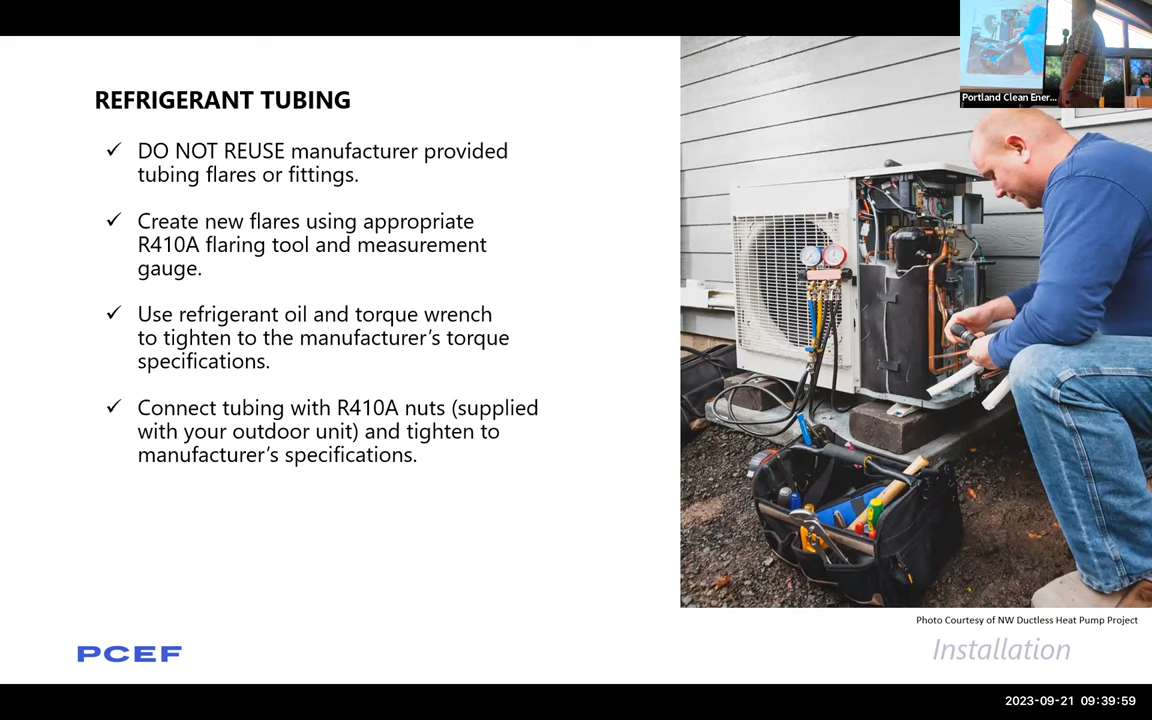 Portland Clean Ener...
REFRIGERANT TUBING
✓ DO NOT REUSE manufacturer provided
tubing flares or fittings.
✓ Create new flares using appropriate
R410A flaring tool and measurement
gauge.
✓ Use refrigerant oil and torque wrench
to tighten to the manufacturer’s torque
specifications.
✓ Connect tubing with R410A nuts (supplied
with your outdoor unit) and tighten to
manufacturer’s specifications.
Photo Courtesy of NW Ductless Heat Pump Project
PCEF
Installation
2023-09-21 09:39:59